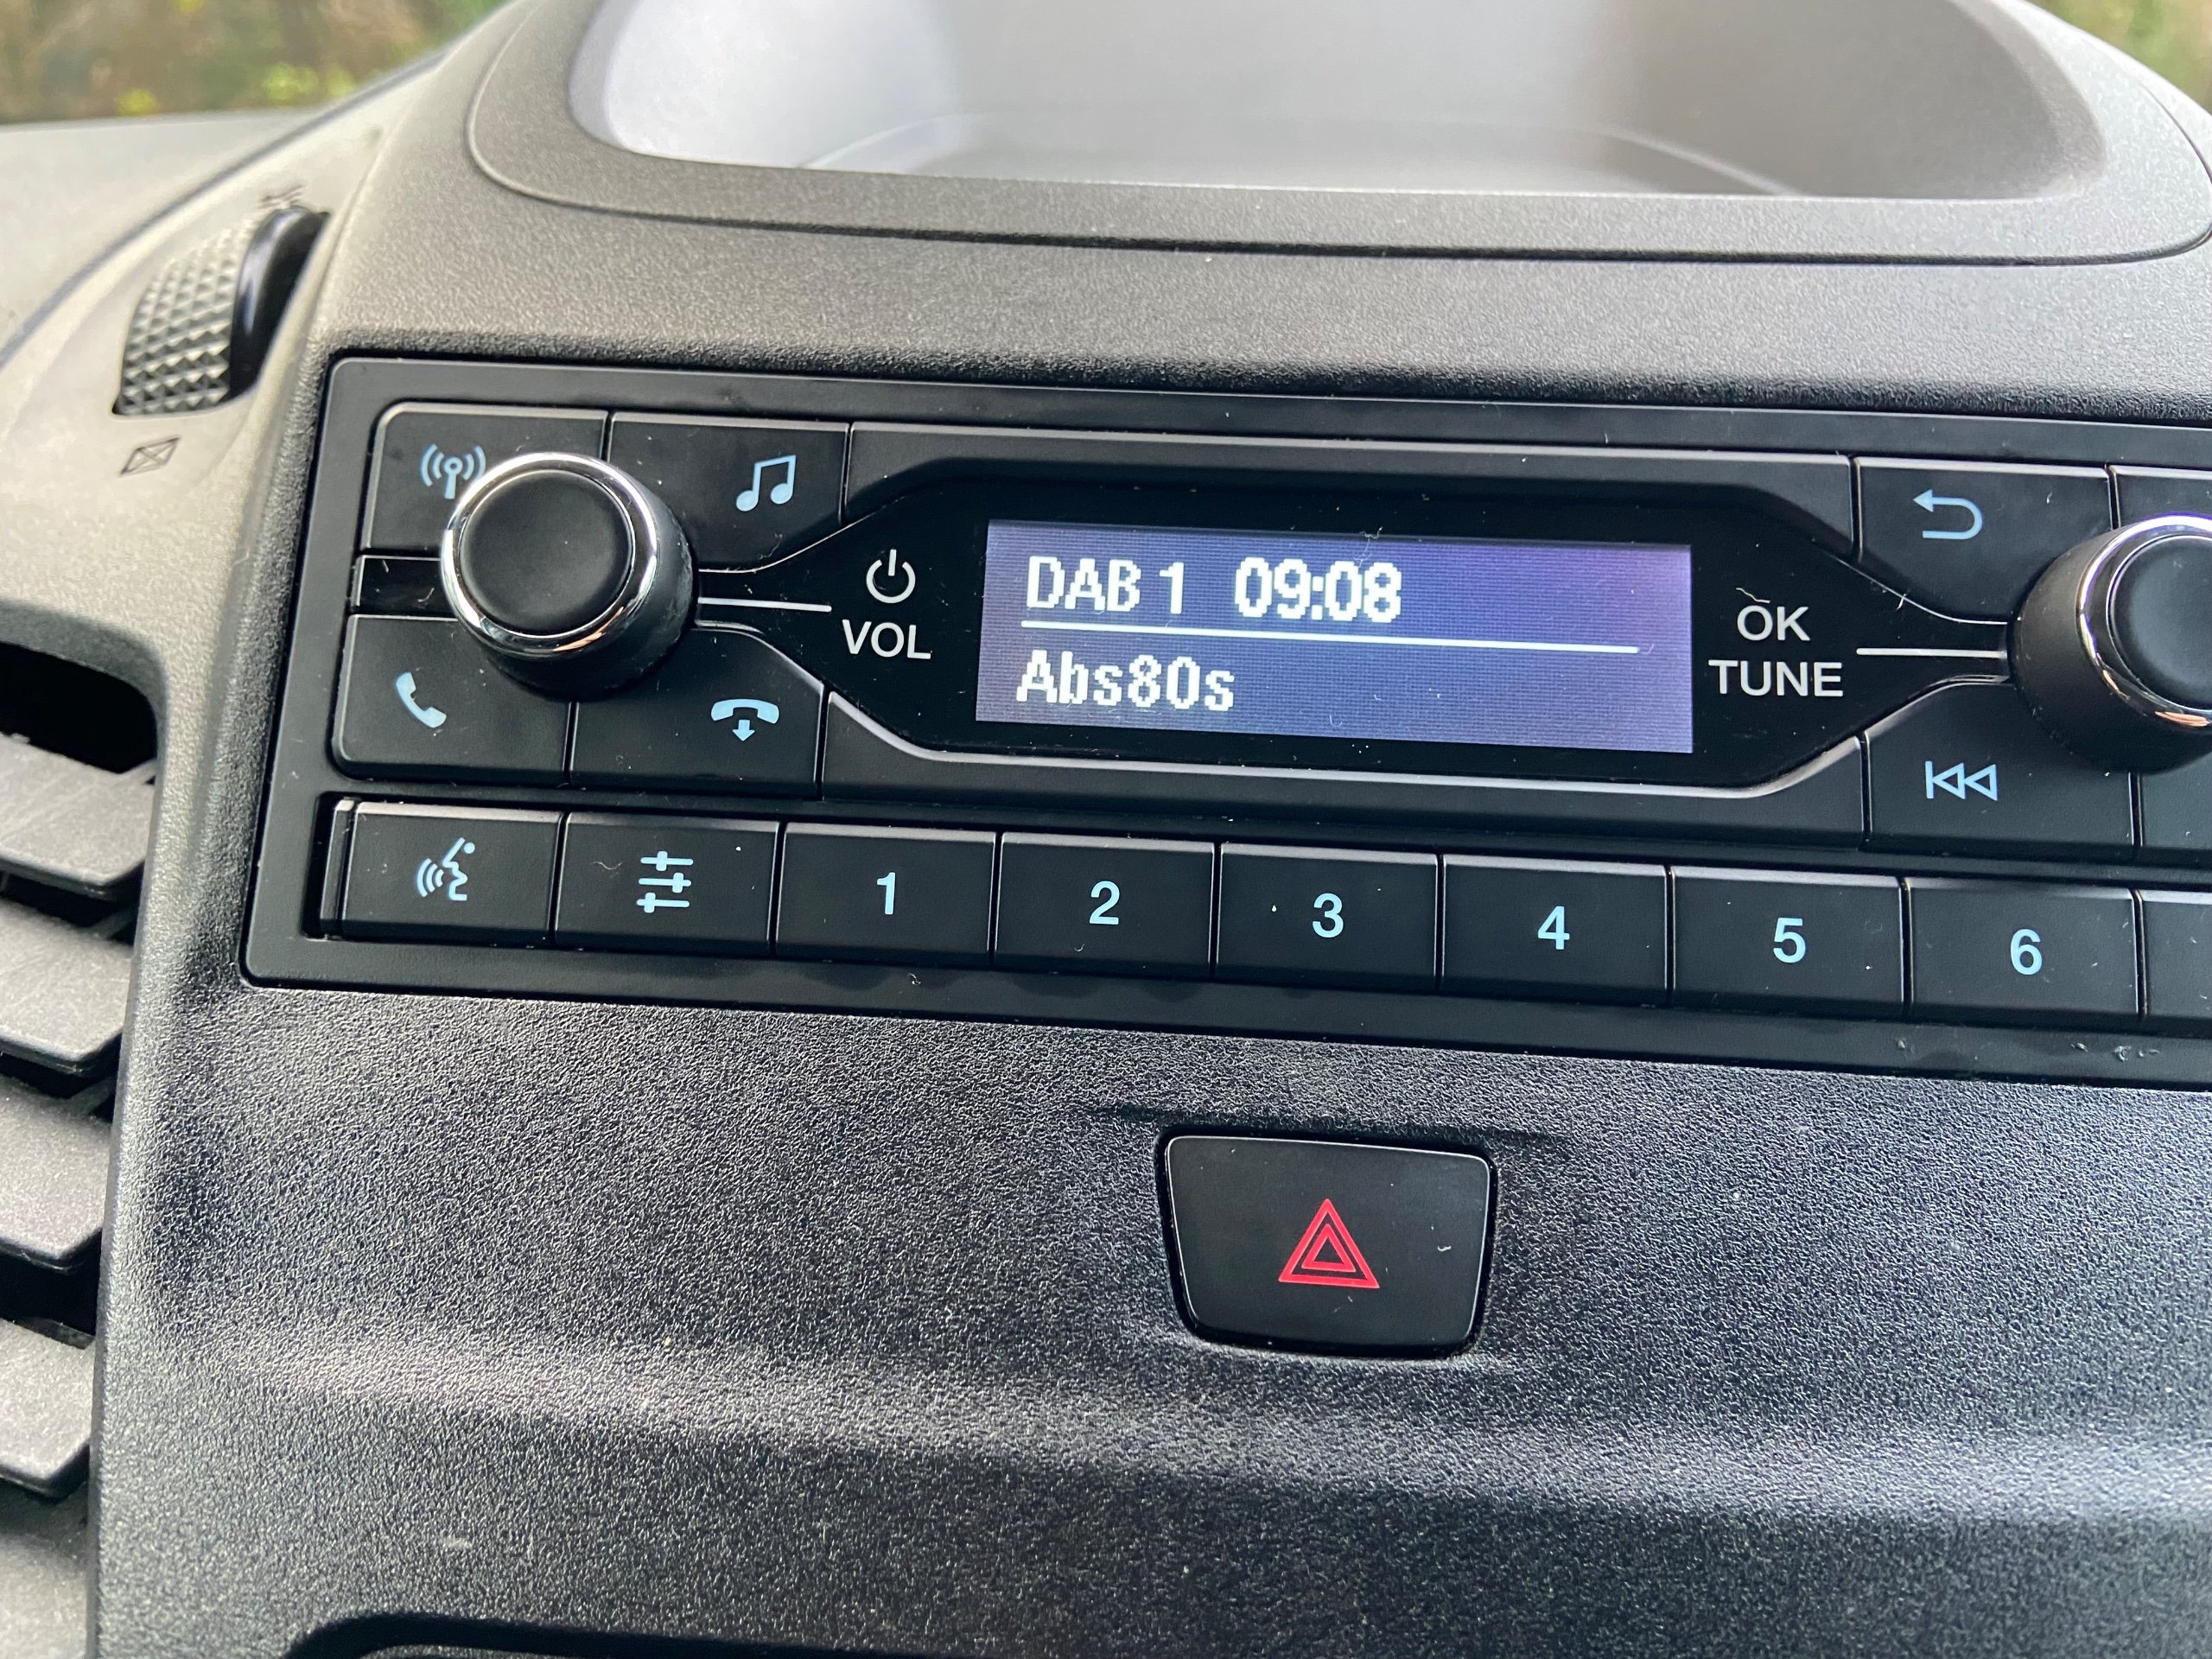 DAB 1 09:08
Abs80s
VOL
OK
TUNE
1 2 3 4 5 6